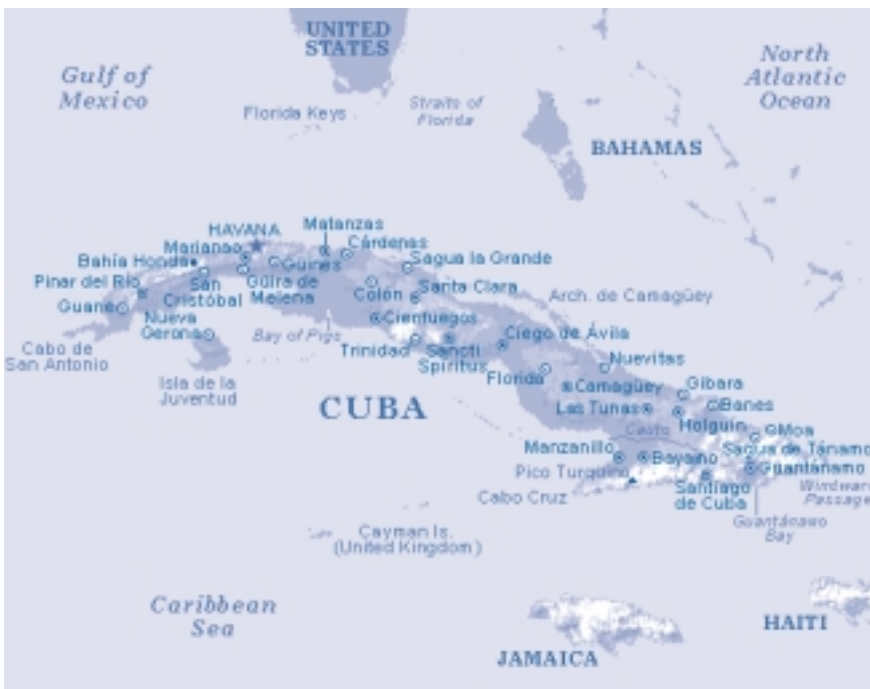 UNITED
STATES
Gulf of
Mexico
North
Atlantic
Ocean
Florida Keys
Straits of
Florida
BAHAMAS
HAVANA
Matanzas
Marianao
Cárdenas
Bahía Honda
Güines
Sagua la Grande
Pinar del Río
San
Cristóbal
Güira de
Melena
Colón
Santa Clara
Arch. de Camagüey
Guane
Nueva
Gerona
Bay of Pigs
Cienfuegos
Ciego de Ávila
Cabo de
San Antonio
Trinidad
Sancti
Spíritus
Nuevitas
Isla de la
Juventud
Florida
Camagüey
Gibara
CUBA
Las Tunas
Banes
Holguín
Cauto
Moa
Manzanillo
Bayamo
Sagua de Tánamo
Pico Turquino
Guantánamo
Cabo Cruz
Santiago
de Cuba
Windward
Passage
Guantánamo
Bay
Cayman Is.
(United Kingdom)
Caribbean
Sea
JAMAICA
HAITI